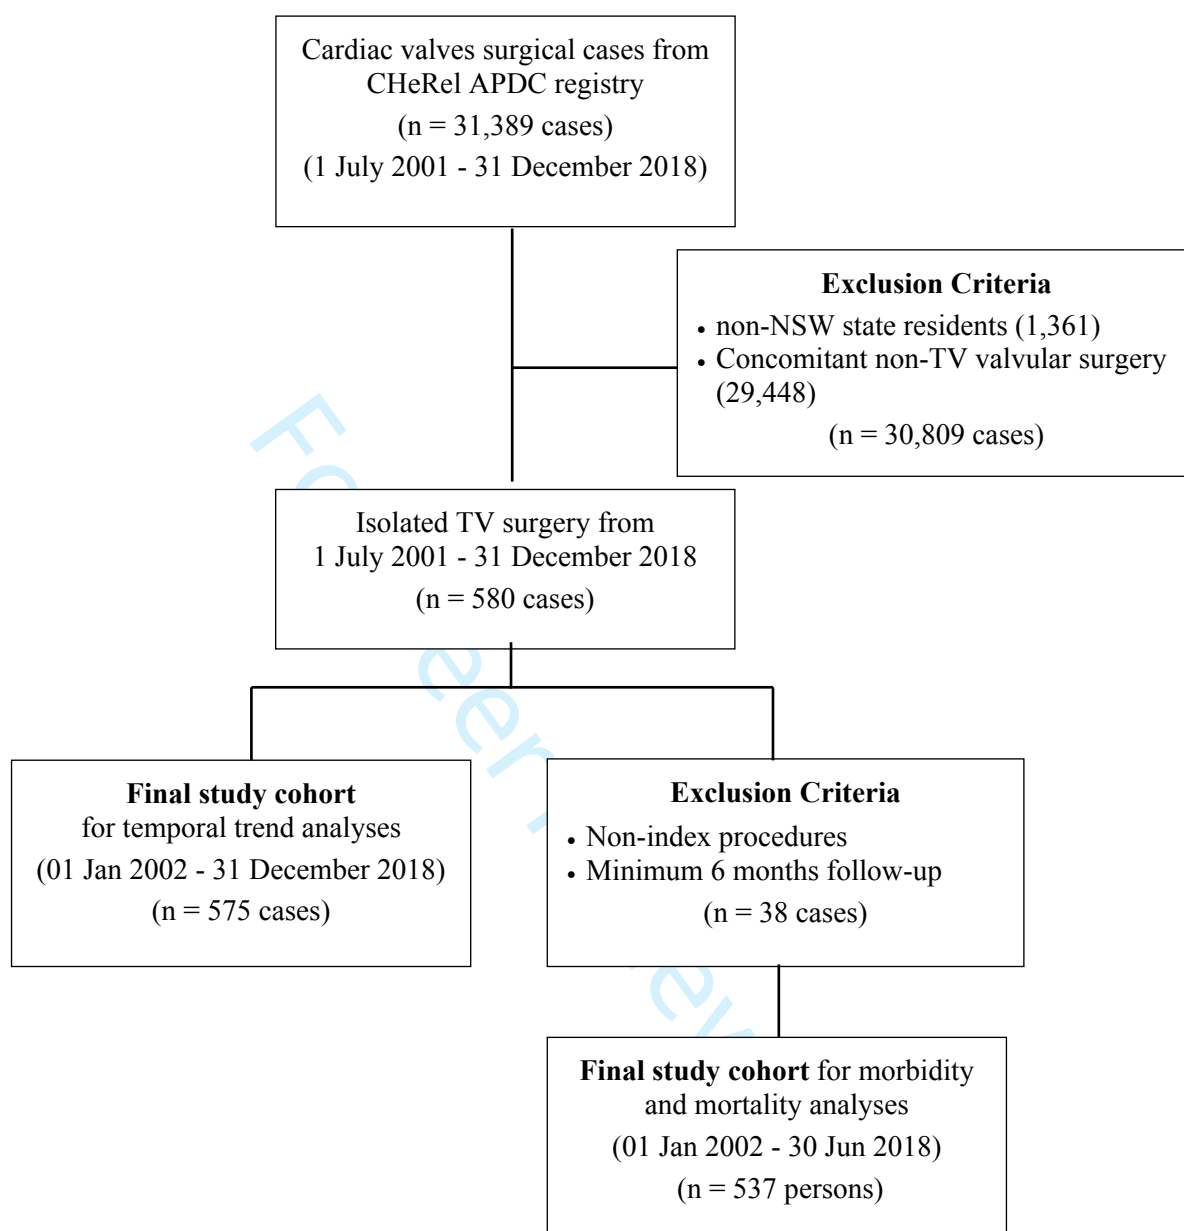 Cardiac valves surgical cases from
CHeRel APDC registry
(n = 31,389 cases)
(1 July 2001 - 31 December 2018)
Exclusion Criteria
• non-NSW state residents (1,361)
• Concomitant non-TV valvular surgery
(29,448)
(n = 30,809 cases)
Isolated TV surgery from
1 July 2001 - 31 December 2018
(n = 580 cases)
Final study cohort
for temporal trend analyses
(01 Jan 2002 - 31 December 2018)
(n = 575 cases)
Exclusion Criteria
• Non-index procedures
• Minimum 6 months follow-up
(n = 38 cases)
Final study cohort for morbidity
and mortality analyses
(01 Jan 2002 - 30 Jun 2018)
(n = 537 persons)